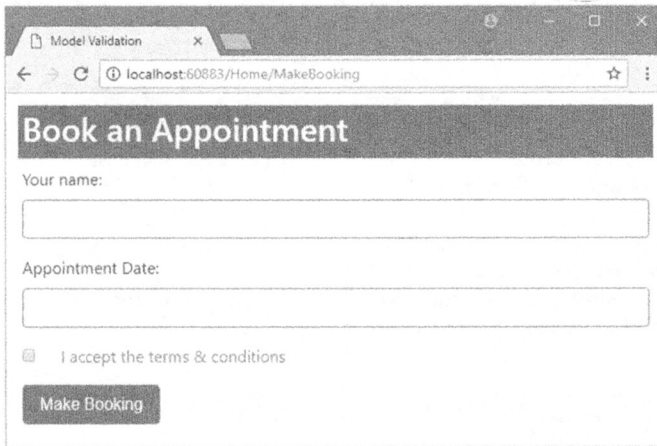 Model Validation
localhost:60883/Home/MakeBooking
Book an Appointment
Your name:
Appointment Date:
I accept the terms & conditions
Make Booking